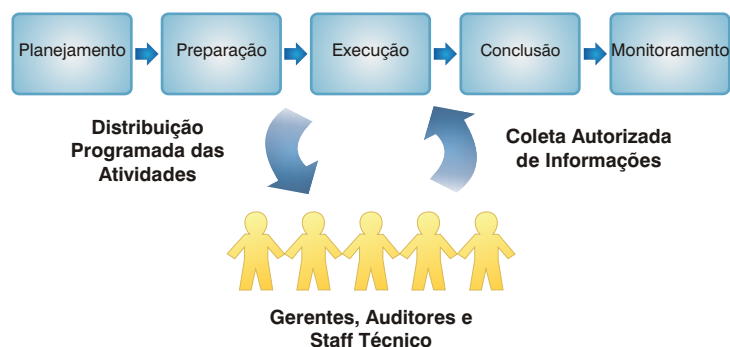 Planejamento
Preparação
Execução
Conclusão
Monitoramento
Distribuição
Programada das
Atividades
Coleta Autorizada
de Informações
Gerentes, Auditores e
Staff Técnico